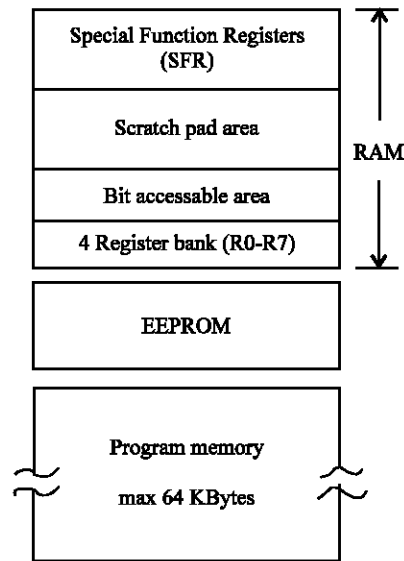 Special Function Registers
(SFR)
Scratch pad area
RAM
Bit accessable area
4 Register bank (R0-R7)
EEPROM
Program memory
max 64 KBytes